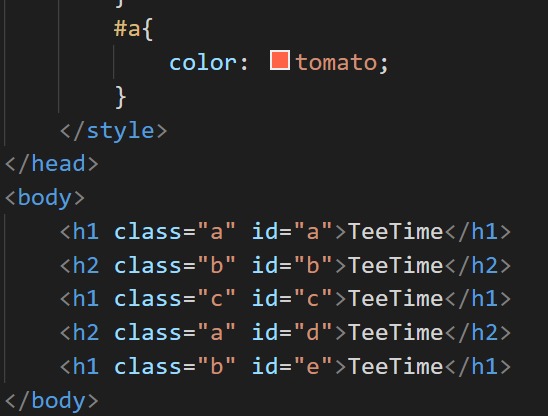 }
#a{
color: tomato;
}
</style>
</head>
<body>
<h1 class="a" id="a">TeeTime</h1>
<h2 class="b" id="b">TeeTime</h2>
<h1 class="c" id="c">TeeTime</h1>
<h2 class="a" id="d">TeeTime</h2>
<h1 class="b" id="e">TeeTime</h1>
</body>